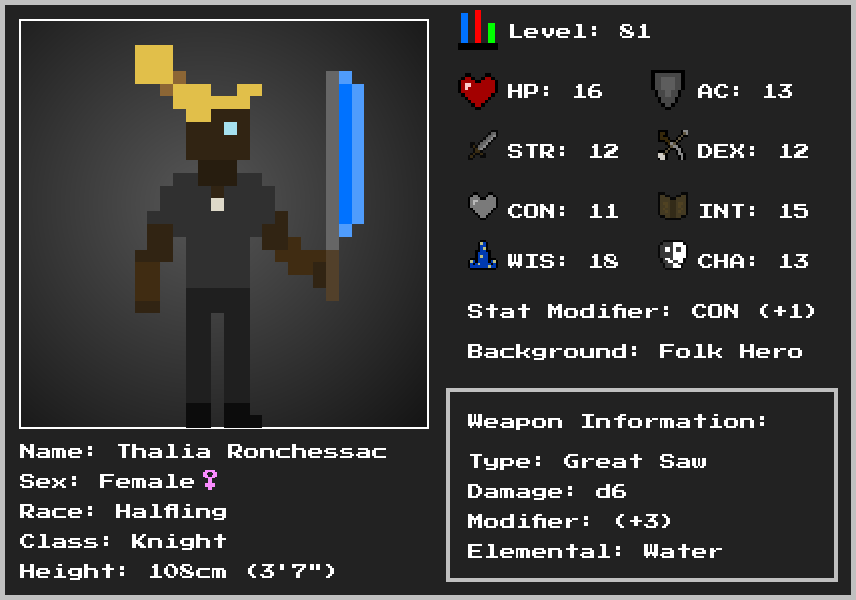 Level: 81
HP: 16
AC: 13
STR: 12
DEX: 12
CON: 11
INT: 15
WIS: 18
CHA: 13
Stat Modifier: CON (+1)
Background: Folk Hero
Name: Thalia Ronchessac
Sex: Female♀
Race: Halfling
Class: Knight
Height: 108cm (3'7")
Weapon Information:
Type: Great Saw
Damage: d6
Modifier: (+3)
Elemental: Water